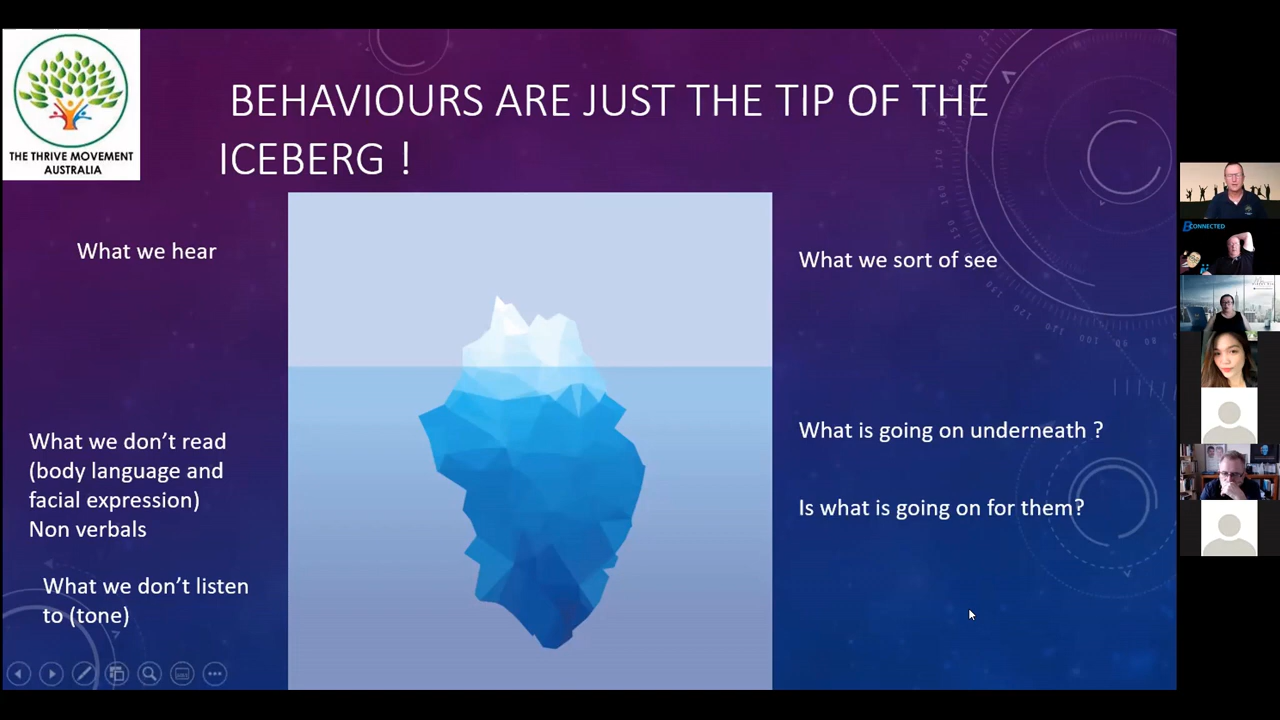 THE THRIVE MOVEMENT
AUSTRALIA
BEHAVIOURS ARE JUST THE TIP OF THE
ICEBERG !
What we hear
What we sort of see
What we don’t read
(body language and
facial expression)
Non verbals
What we don’t listen
to (tone)
What is going on underneath ?
Is what is going on for them?
CONNECTED